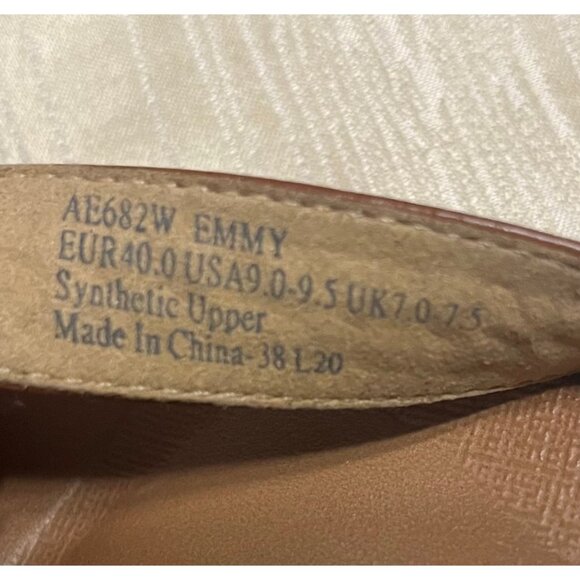 AE682W EMMY
EUR40.0 USA9.0-9.5 UK7.0-7.5
Synthetic Upper
Made In China-38 L20